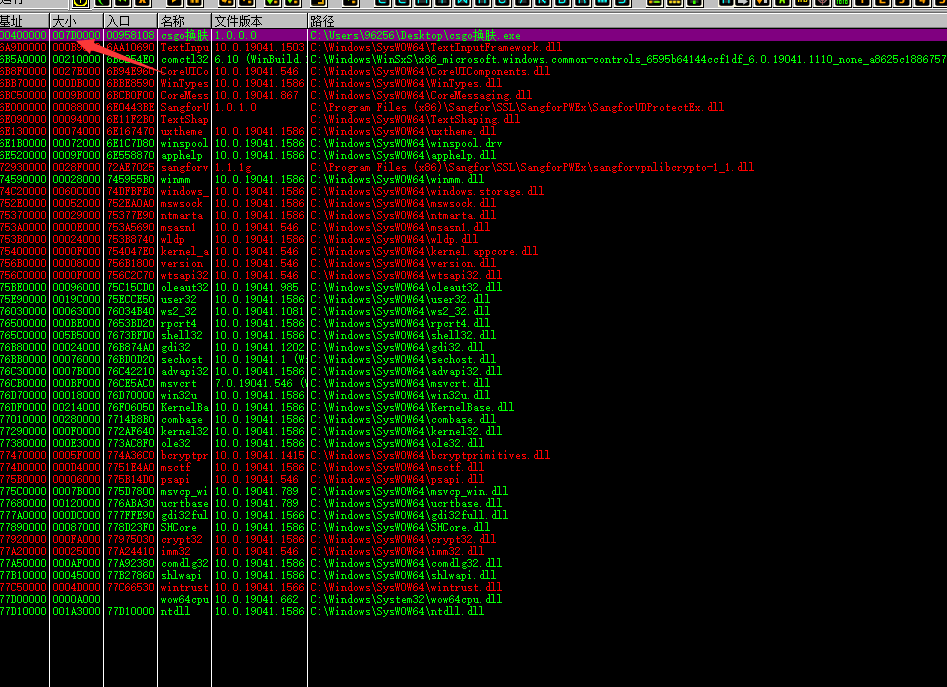 基址 大小 入口 名称 文件版本 路径
00400000 007D0000 00958108 csgo换肤 1.0.0.0 C:\Users\96256\Desktop\csgo换肤.exe
6A9D0000 6AA10690 TextInpu 10.0.19041.1503 C:\Windows\SysWOW64\TextInputFramework.dll
6B5A0000 00210000 comctl32 6.10 (WinBuild. C:\Windows\WinSxS\x86_microsoft.windows.common-controls_6595b64144ccf1df_6.0.19041.1110_none_a8625c1886757
6B8F0000 0027E000 6B94E960 CoreUICo 10.0.19041.546 C:\Windows\SysWOW64\CoreUIComponents.dll
6BB70000 000DB000 6BBE8590 WinTypes 10.0.19041.1586 C:\Windows\SysWOW64\WinTypes.dll
6BC50000 0009B000 6BCB0F00 CoreMess 10.0.19041.867 C:\Windows\SysWOW64\CoreMessaging.dll
6E000000 00088000 6E0443BE SangforU 1.0.1.0 C:\Program Files (x86)\Sangfor\SSL\SangforPWEx\SangforUDProtectEx.dll
6E090000 00094000 6E11F2B0 TextShap C:\Windows\SysWOW64\TextShaping.dll
6E130000 00074000 6E167470 uxtheme 10.0.19041.1586 C:\Windows\SysWOW64\uxtheme.dll
6E1B0000 00072000 6E1C7D80 winspool 10.0.19041.1586 C:\Windows\SysWOW64\winspool.drv
6E520000 0009F000 6E558870 apphelp 10.0.19041.1586 C:\Windows\SysWOW64\apphelp.dll
72930000 0028F000 72AE7025 sangforv 1.1.1g C:\Program Files (x86)\Sangfor\SSL\SangforPWEx\sangforvpnlibcrypto-1_1.dll
74590000 00028000 745955B0 winmm 10.0.19041.1586 C:\Windows\SysWOW64\winmm.dll
74C20000 0060C000 74DFBFB0 windows_ 10.0.19041.1586 C:\Windows\SysWOW64\windows.storage.dll
752E0000 00052000 752EA0A0 mswsock 10.0.19041.1586 C:\Windows\SysWOW64\mswsock.dll
75370000 00029000 75377E90 ntmarta 10.0.19041.1586 C:\Windows\SysWOW64\ntmarta.dll
753A0000 0000E000 753A5690 msasn1 10.0.19041.546 C:\Windows\SysWOW64\msasn1.dll
753B0000 00024000 753B8740 wldp 10.0.19041.1586 C:\Windows\SysWOW64\wldp.dll
75400000 0000F000 754047E0 kernel_a 10.0.19041.546 C:\Windows\SysWOW64\kernel.appcore.dll
756B0000 00008000 756B1800 version 10.0.19041.546 C:\Windows\SysWOW64\version.dll
756C0000 0000F000 756C2C70 wtsapi32 10.0.19041.546 C:\Windows\SysWOW64\wtsapi32.dll
75BE0000 00096000 75C15CD0 oleaut32 10.0.19041.985 C:\Windows\SysWOW64\oleaut32.dll
75E90000 0019C000 75ECCE50 user32 10.0.19041.1586 C:\Windows\SysWOW64\user32.dll
76030000 00063000 76034B40 ws2_32 10.0.19041.1081 C:\Windows\SysWOW64\ws2_32.dll
76500000 000BE000 7653BD20 rpcrt4 10.0.19041.1586 C:\Windows\SysWOW64\rpcrt4.dll
765C0000 005B5000 7673BFD0 shell32 10.0.19041.1586 C:\Windows\SysWOW64\shell32.dll
76B80000 00024000 76B874A0 gdi32 10.0.19041.1202 C:\Windows\SysWOW64\gdi32.dll
76BB0000 00076000 76BD0D20 sechost 10.0.19041.1 (W: C:\Windows\SysWOW64\sechost.dll
76C30000 0007B000 76C42210 advapi32 10.0.19041.1586 C:\Windows\SysWOW64\advapi32.dll
76CB0000 000BF000 76CE5AC0 msvcrt 7.0.19041.546 (W C:\Windows\SysWOW64\msvcrt.dll
76D70000 00018000 76D70000 win32u 10.0.19041.1586 C:\Windows\SysWOW64\win32u.dll
76DF0000 00214000 76F06050 KernelBa 10.0.19041.1586 C:\Windows\SysWOW64\KernelBase.dll
77010000 00280000 7714B8B0 combase 10.0.19041.1586 C:\Windows\SysWOW64\combase.dll
77290000 000F0000 772AF640 kernel32 10.0.19041.1586 C:\Windows\SysWOW64\kernel32.dll
77380000 000E3000 773AC8F0 ole32 10.0.19041.1586 C:\Windows\SysWOW64\ole32.dll
77470000 0005F000 774A36C0 bcryptpr 10.0.19041.1415 C:\Windows\SysWOW64\bcryptprimitives.dll
774D0000 000D4000 7751E4A0 msctf 10.0.19041.1586 C:\Windows\SysWOW64\msctf.dll
775B0000 00006000 775B14D0 psapi 10.0.19041.546 C:\Windows\SysWOW64\psapi.dll
775C0000 0007B000 775D7800 msvcp_wi 10.0.19041.789 C:\Windows\SysWOW64\msvcp_win.dll
77680000 00120000 776ABA30 ucrtbase 10.0.19041.789 C:\Windows\SysWOW64\ucrtbase.dll
777A0000 000DC000 777FFE90 gdi32ful 10.0.19041.1566 C:\Windows\SysWOW64\gdi32full.dll
77890000 00087000 778D23F0 SHCore 10.0.19041.1586 C:\Windows\SysWOW64\SHCore.dll
77920000 000FA000 77975030 crypt32 10.0.19041.1586 C:\Windows\SysWOW64\crypt32.dll
77A20000 00025000 77A24410 imm32 10.0.19041.546 C:\Windows\SysWOW64\imm32.dll
77A50000 000AF000 77A92380 comdlg32 10.0.19041.1586 C:\Windows\SysWOW64\comdlg32.dll
77B10000 00045000 77B27860 shlwapi 10.0.19041.1586 C:\Windows\SysWOW64\shlwapi.dll
77C50000 0004D000 77C66530 wintrust 10.0.19041.1566 C:\Windows\SysWOW64\wintrust.dll
77D00000 0000A000 wow64cpu 10.0.19041.662 C:\Windows\System32\wow64cpu.dll
77D10000 001A3000 77D10000 ntdll 10.0.19041.1586 C:\Windows\SysWOW64\ntdll.dll